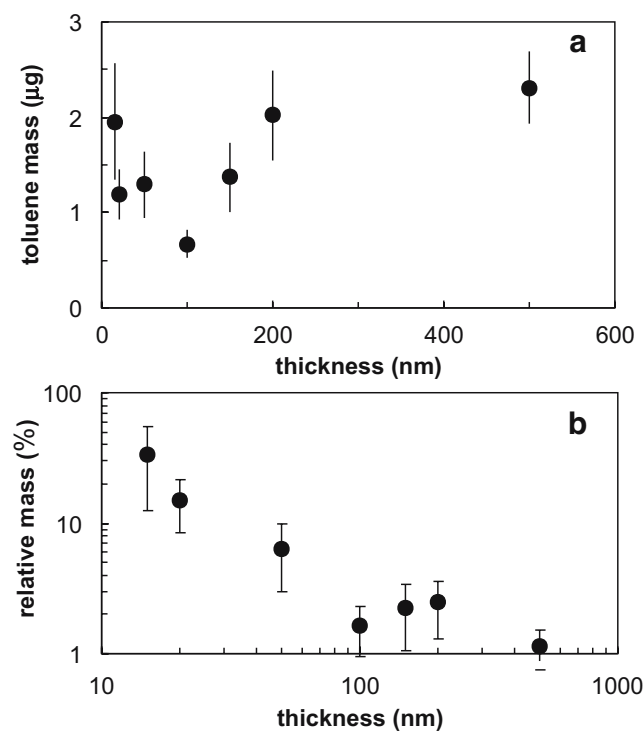 a
toluene mass (µg)
3
2
1
0
0 200 400 600
thickness (nm)
b
relative mass (%)
100
10
1
10 100 1000
thickness (nm)